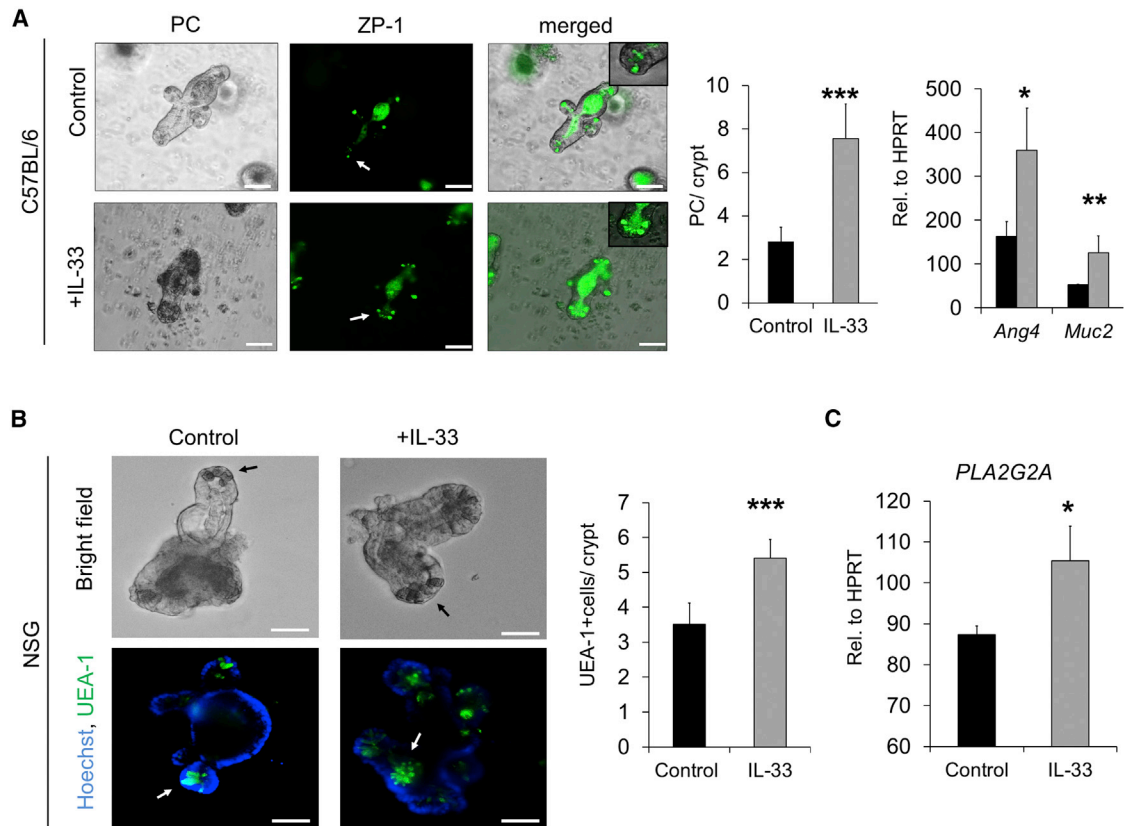 A
PC
ZP-1
merged
C57BL/6
Control
+IL-33
PC/ crypt
10
8
6
4
2
0
***
Control
IL-33
Rel. to HPRT
500
400
300
200
100
0
*
**
Ang4
Muc2
B
Control
+IL-33
NSG
Bright field
Hoechst, UEA-1
UEA-1+cells/ crypt
7
6
5
4
3
2
1
0
***
Control
IL-33
C
PLA2G2A
Rel. to HPRT
120
110
100
90
80
70
60
*
Control
IL-33